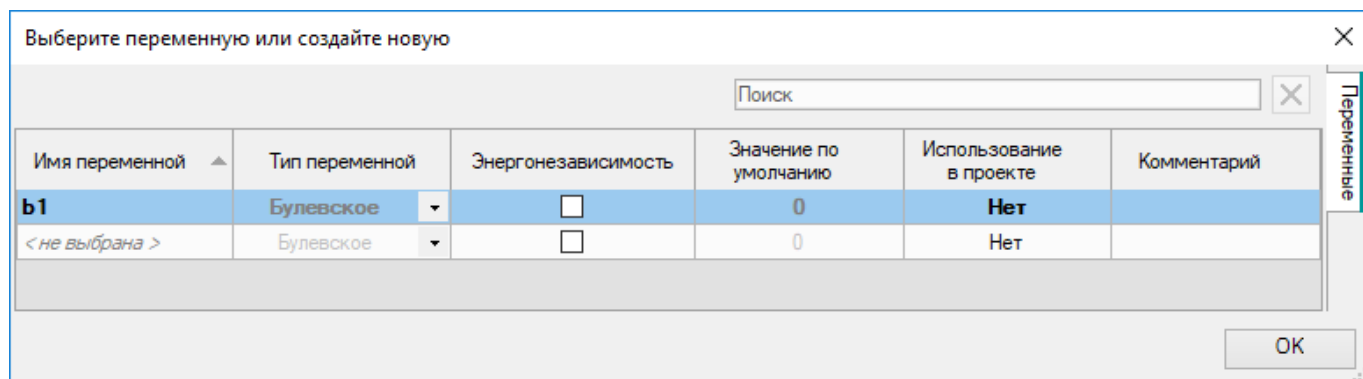 Выберите переменную или создайте новую
Поиск
Переменные
Имя переменной Тип переменной Энергонезависимость Значение по умолчанию Использование в проекте Комментарий
b1 Булевское 0 Нет
< не выбрана > Булевское 0 Нет
OK